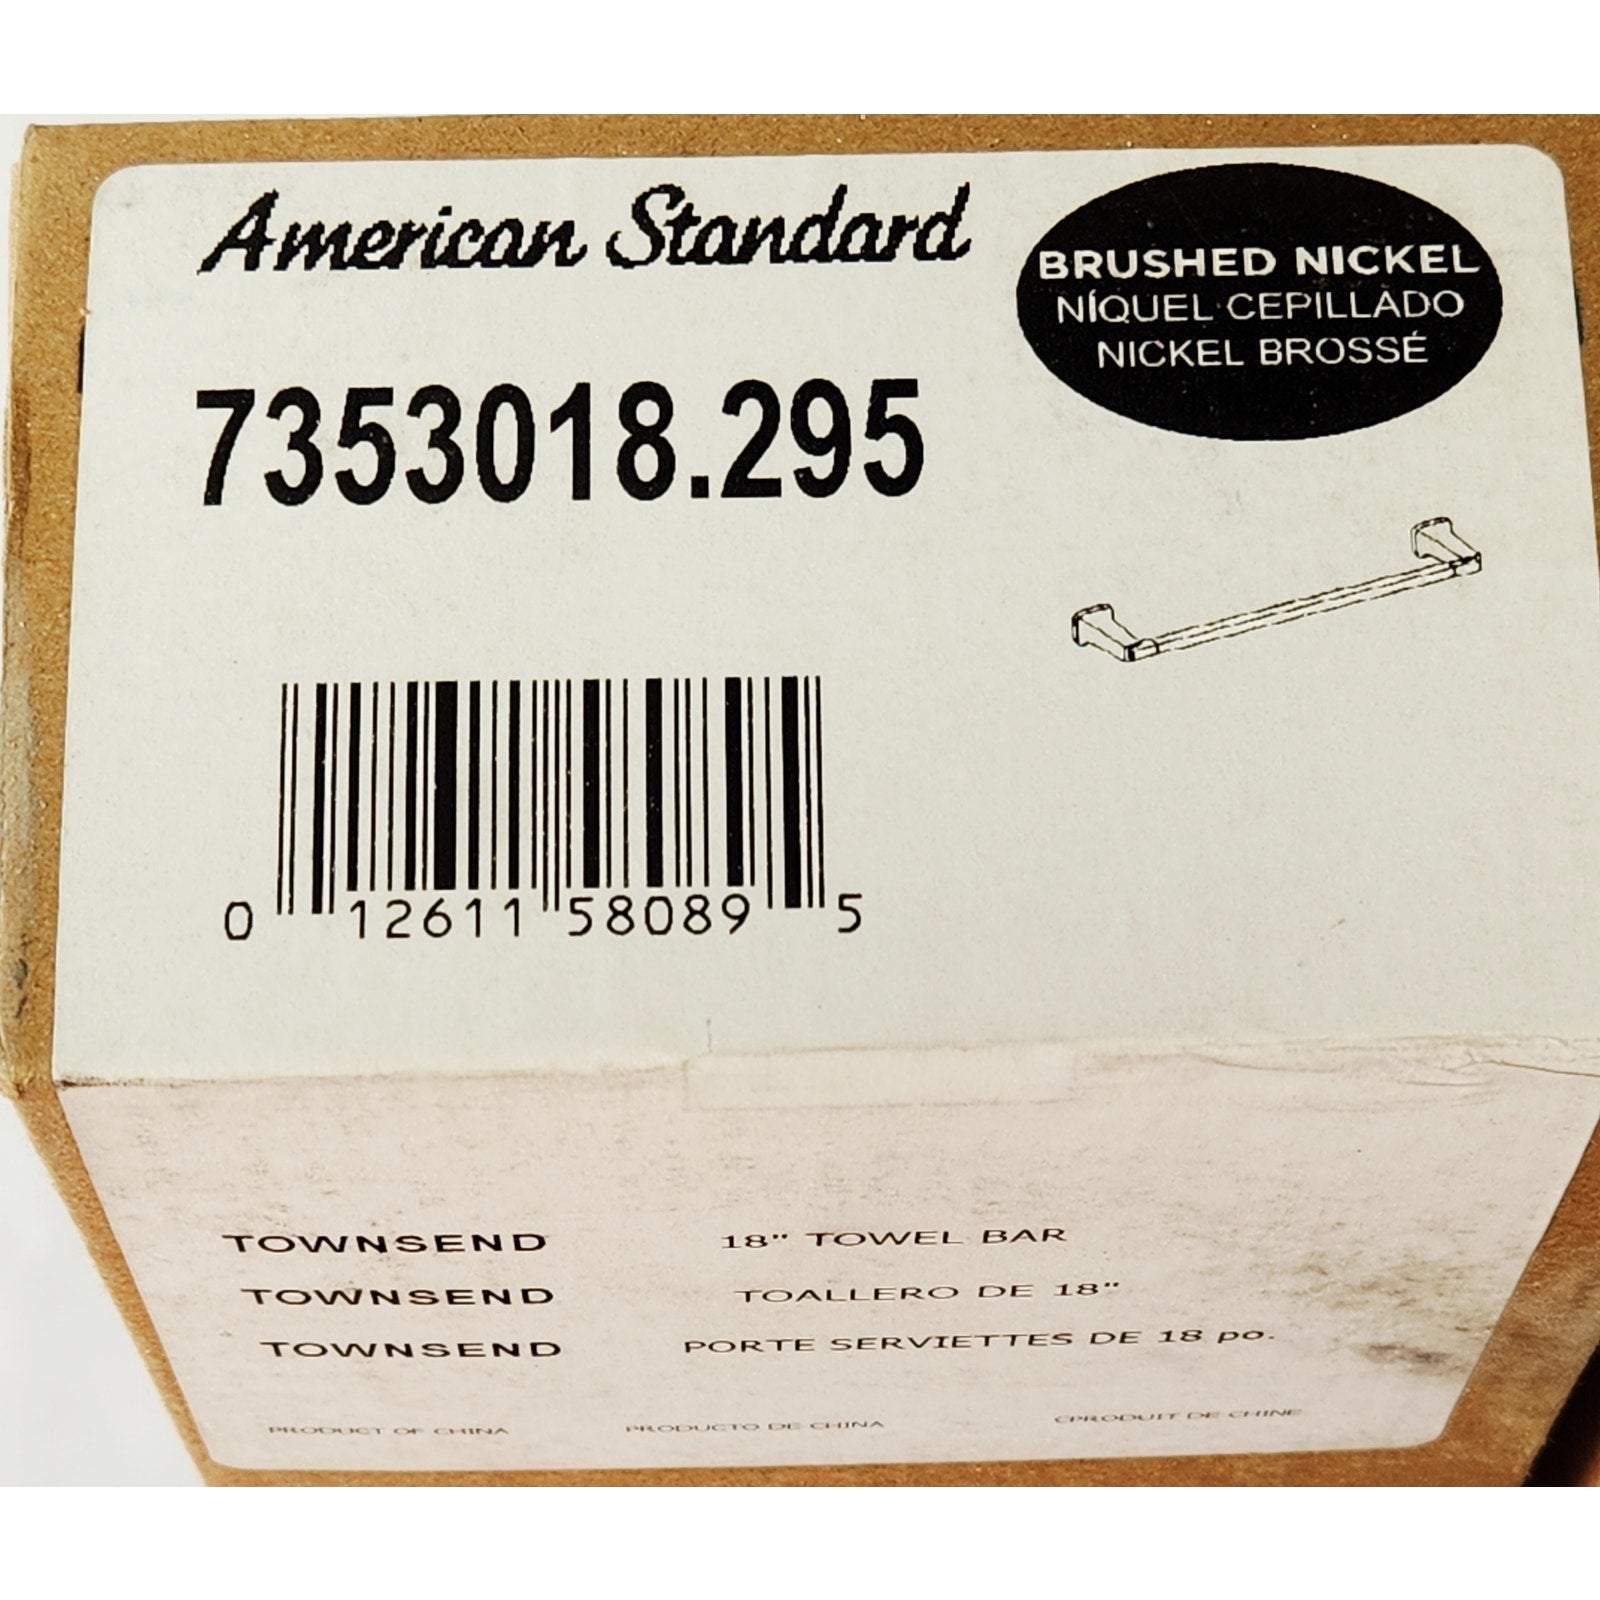 American Standard
BRUSHED NICKEL
NÍQUEL CEPILLADO
NICKEL BROSSÉ
7353018.295
0 12611 58089 5
TOWNSEND 18" TOWEL BAR
TOWNSEND TOALLERO DE 18"
TOWNSEND PORTE SERVIETTES DE 18 po.
PRODUCT OF CHINA PRODUCTO DE CHINA CPRODUIT DE CHINE